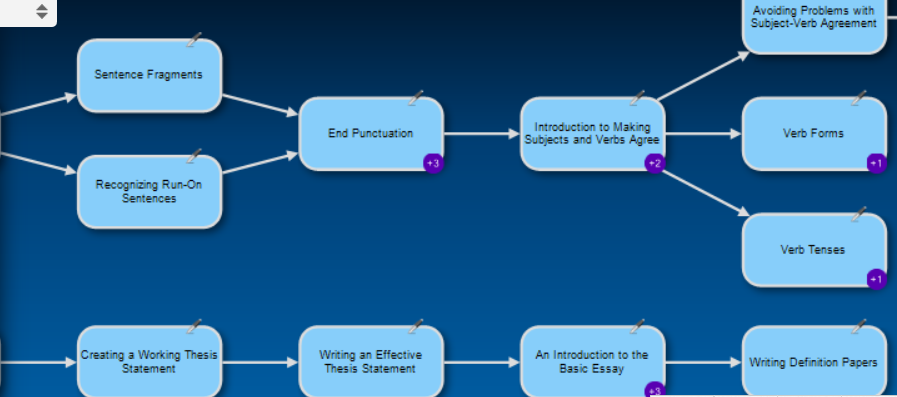 Avoiding Problems with
Subject-Verb Agreement
Sentence Fragments
End Punctuation
+3
Introduction to Making
Subjects and Verbs Agree
+2
Verb Forms
+1
Recognizing Run-On
Sentences
Verb Tenses
+1
Creating a Working Thesis
Statement
Writing an Effective
Thesis Statement
An Introduction to the
Basic Essay
+3
Writing Definition Papers